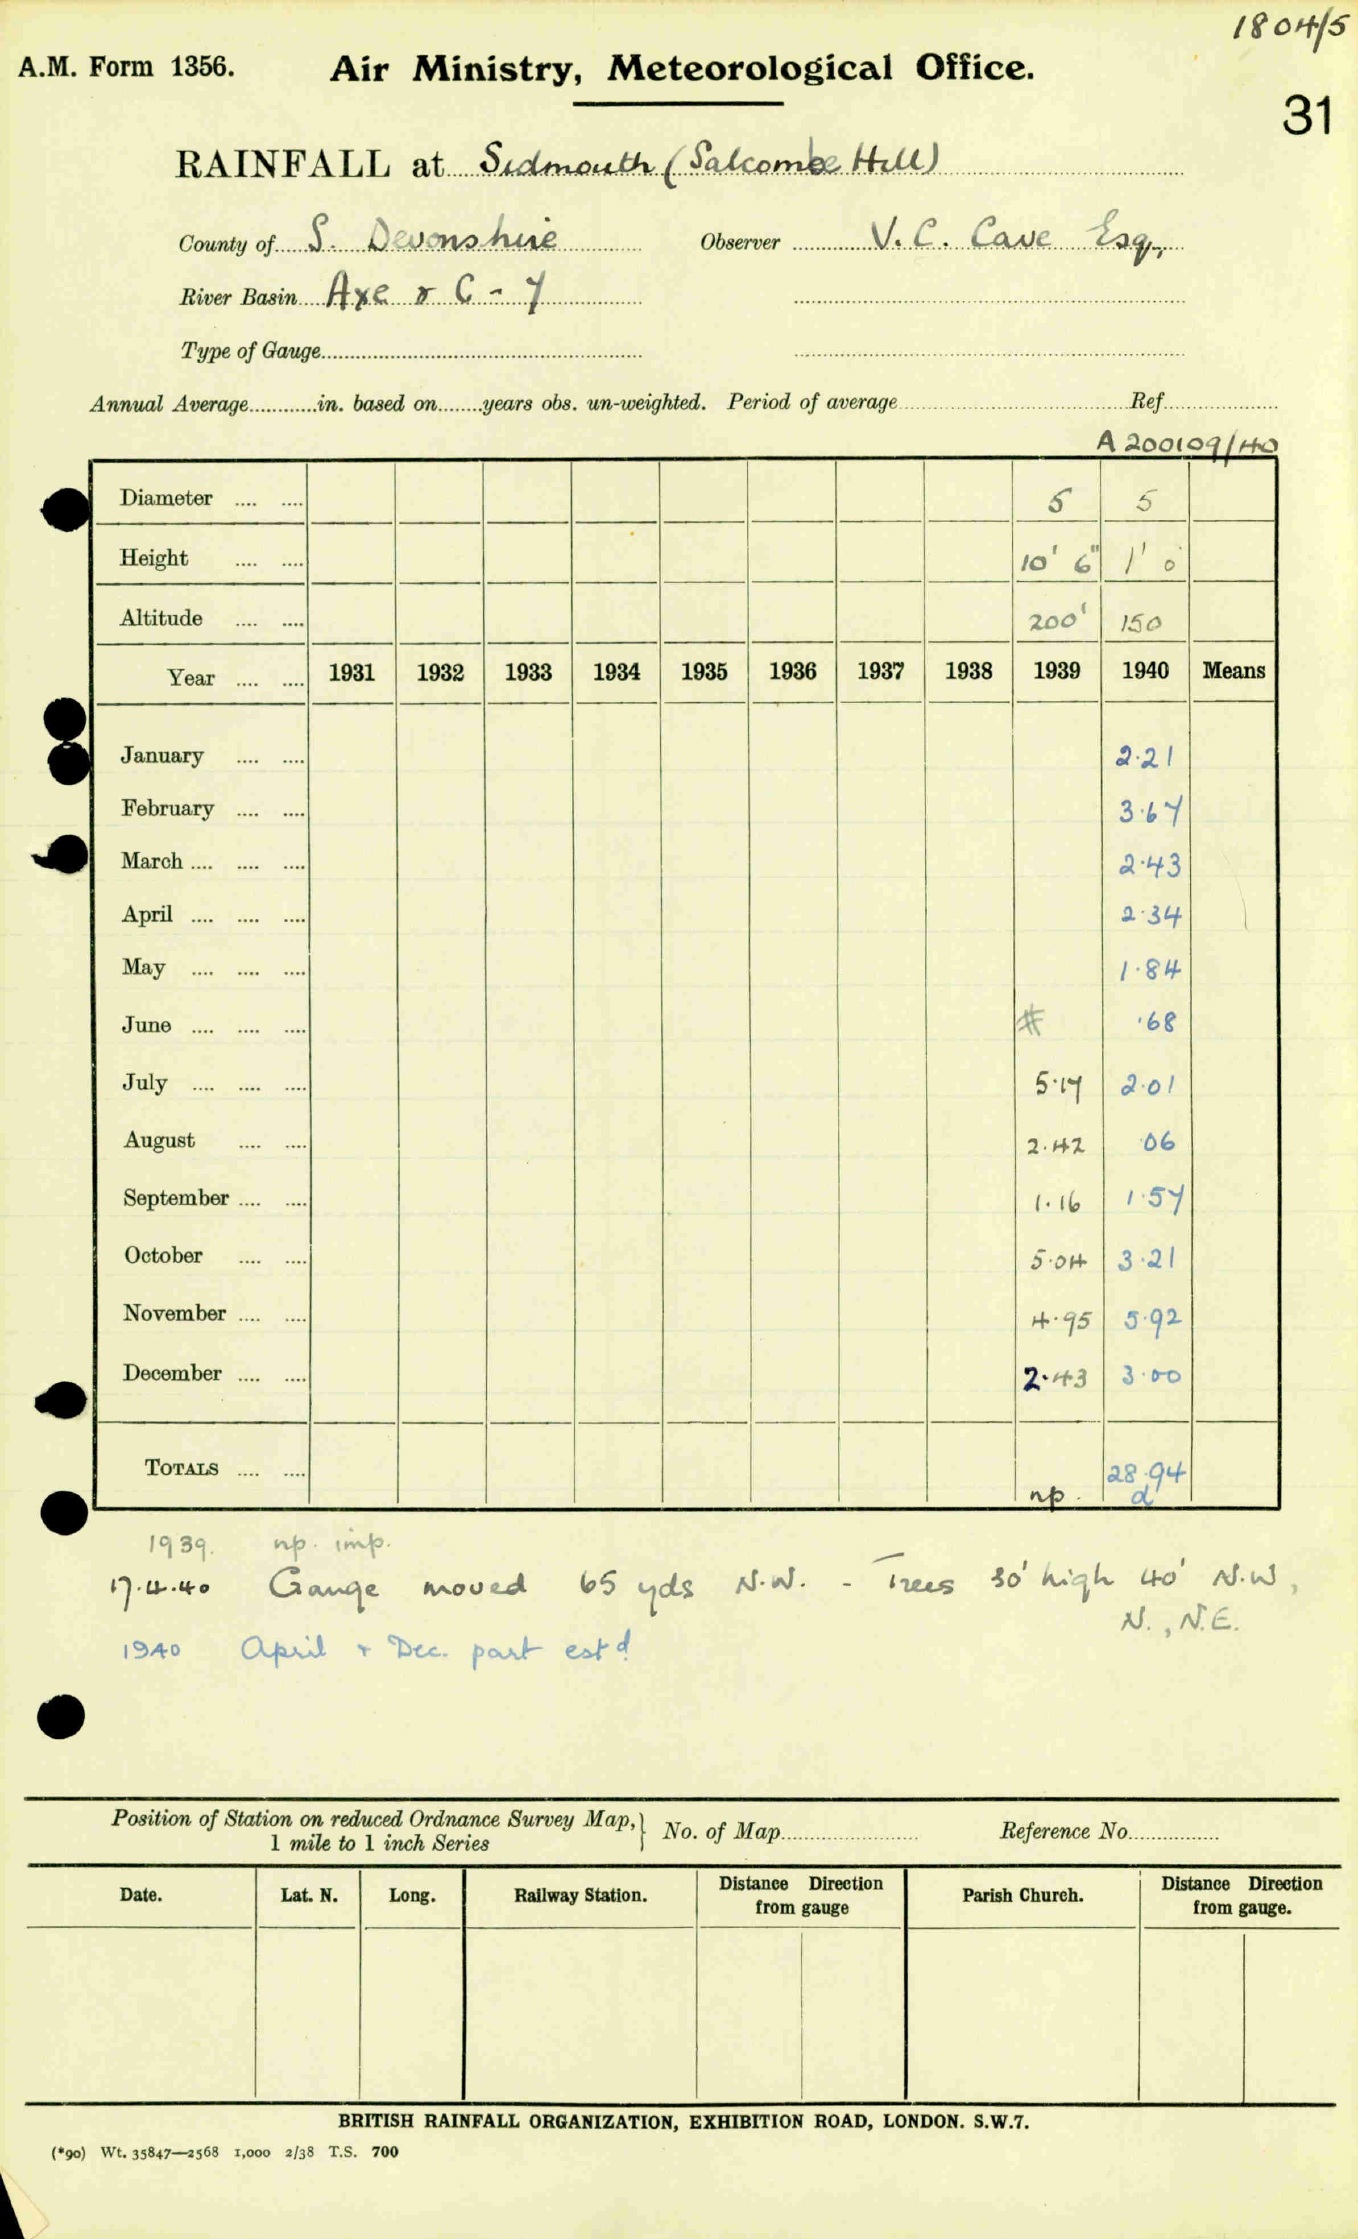 1804/5
A.M. Form 1356. Air Ministry, Meteorological Office.
31
RAINFALL at Sidmouth (Salcombe Hill)
County of S. Devonshire Observer V. C. Cave Esq.,
River Basin Axe & C - 7
Type of Gauge
Annual Average in. based on years obs. un-weighted. Period of average Ref.
A 200109/40
Diameter 5 5
Height 10' 6" 1' 0
Altitude 200' 150
Year 1931 1932 1933 1934 1935 1936 1937 1938 1939 1940 Means
January 2.21
February 3.67
March 2.43
April 2.34
May 1.84
June # .68
July 5.17 2.01
August 2.42 .06
September 1.16 1.57
October 5.04 3.21
November 4.95 5.92
December 2.43 3.00
TOTALS np. 28.94
d
1939. np. imp.
17.4.40 Gauge moved 65 yds N.W. - Trees 30' high 40' N.W,
N., N.E.
1940 April & Dec. part estd.
Position of Station on reduced Ordnance Survey Map, } No. of Map Reference No.
1 mile to 1 inch Series
Date. Lat. N. Long. Railway Station. Distance Direction from gauge Parish Church. Distance Direction from gauge.
BRITISH RAINFALL ORGANIZATION, EXHIBITION ROAD, LONDON. S.W.7.
(*90) Wt. 35847—2568 1,000 2/38 T.S. 700